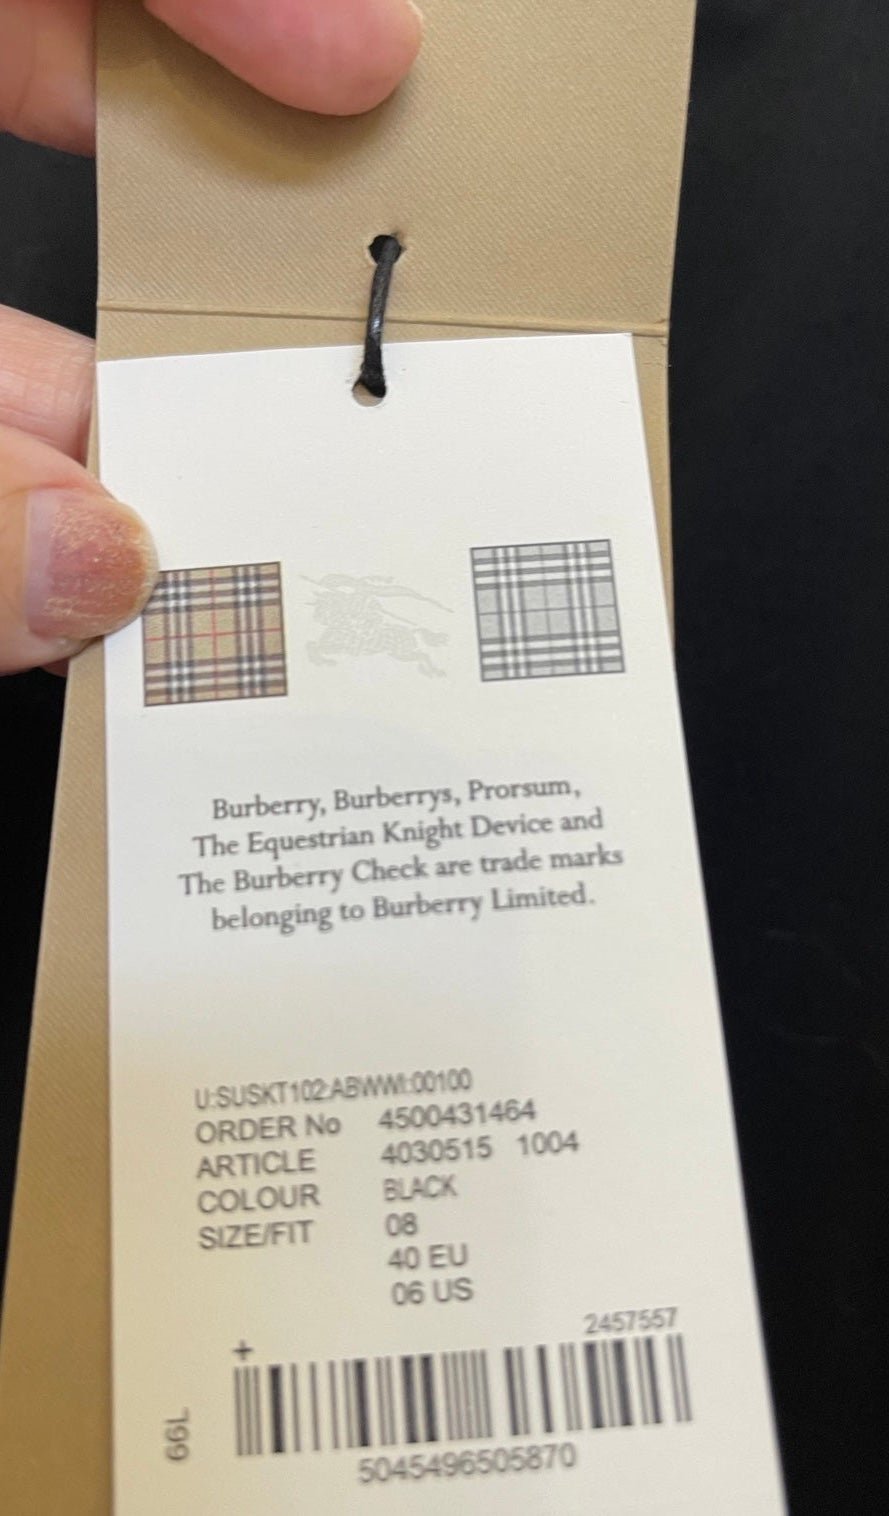 Burberry, Burberrys, Prorsum,
The Equestrian Knight Device and
The Burberry Check are trade marks
belonging to Burberry Limited.
U:SUSKT102:ABWWI:00100
ORDER No 4500431464
ARTICLE 4030515 1004
COLOUR BLACK
SIZE/FIT 08
40 EU
06 US
2457557
+
66L
5045496505870